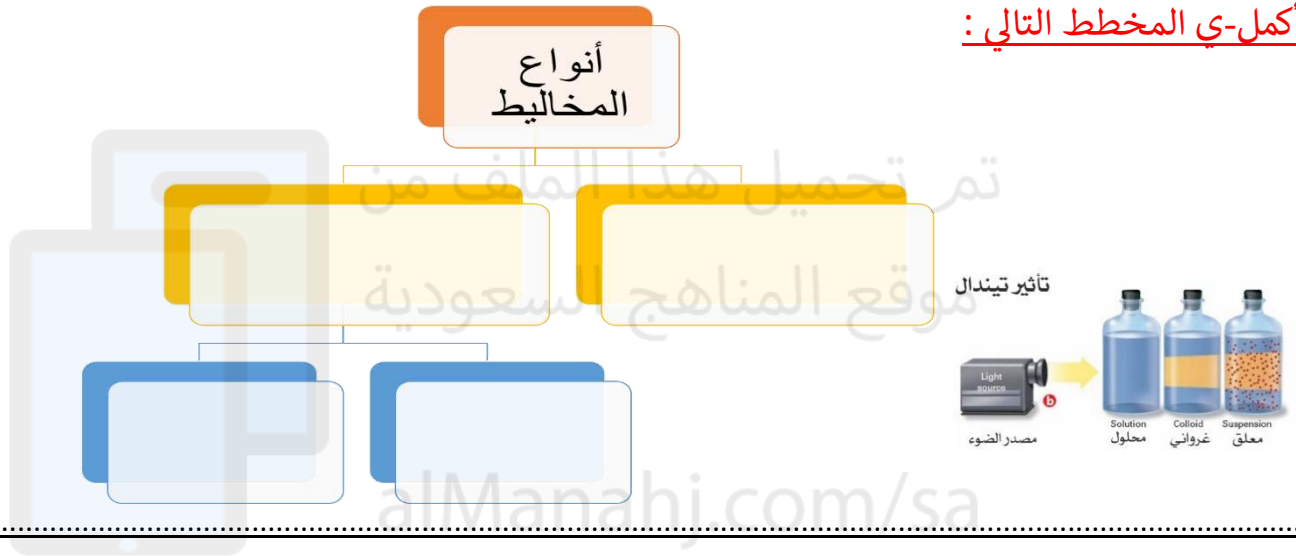 أكمل-ي المخطط التالي :
أنواع
المخاليط
تم تحميل هذا الملف من
موقع المناهج السعودية
تأثير تيندال
Light
source
b
مصدر الضوء
Solution
محلول
Colloid
غرواني
Suspension
معلق
alManahj.com/sa